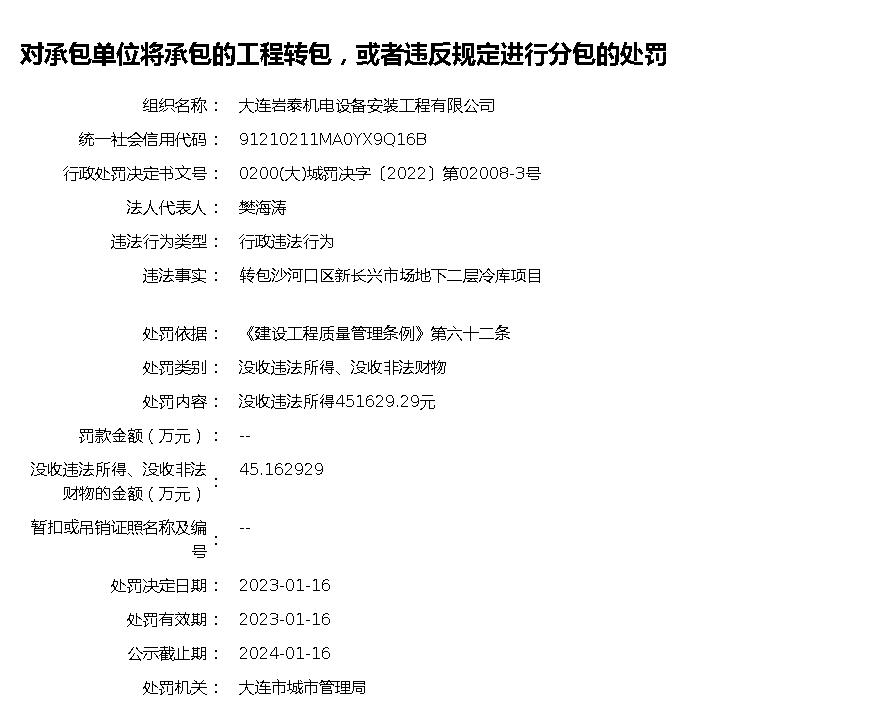 对承包单位将承包的工程转包，或者违反规定进行分包的处罚
组织名称： 大连岩泰机电设备安装工程有限公司
统一社会信用代码： 91210211MA0YX9Q16B
行政处罚决定书文号： 0200(大)城罚决字〔2022〕第02008-3号
法人代表人： 樊海涛
违法行为类型： 行政违法行为
违法事实： 转包沙河口区新长兴市场地下二层冷库项目
处罚依据： 《建设工程质量管理条例》第六十二条
处罚类别： 没收违法所得、没收非法财物
处罚内容： 没收违法所得451629.29元
罚款金额（万元）： --
没收违法所得、没收非法
财物的金额（万元）： 45.162929
暂扣或吊销证照名称及编
号： --
处罚决定日期： 2023-01-16
处罚有效期： 2023-01-16
公示截止期： 2024-01-16
处罚机关： 大连市城市管理局